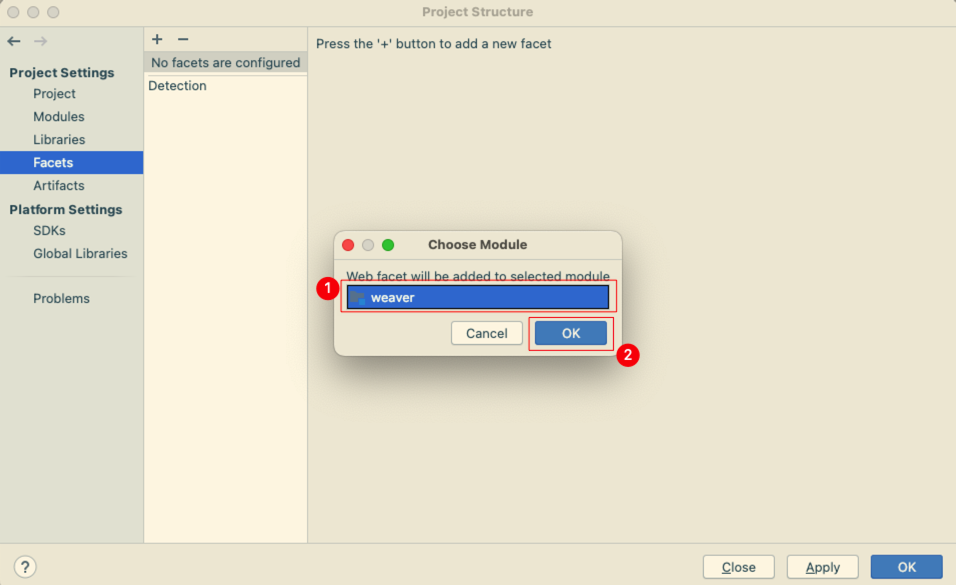 Project Structure
Project Settings
Project
Modules
Libraries
Facets
Artifacts
Platform Settings
SDKs
Global Libraries
Problems
No facets are configured
Detection
Press the '+' button to add a new facet
Choose Module
Web facet will be added to selected module
1
weaver
Cancel
OK
2
?
Close
Apply
OK